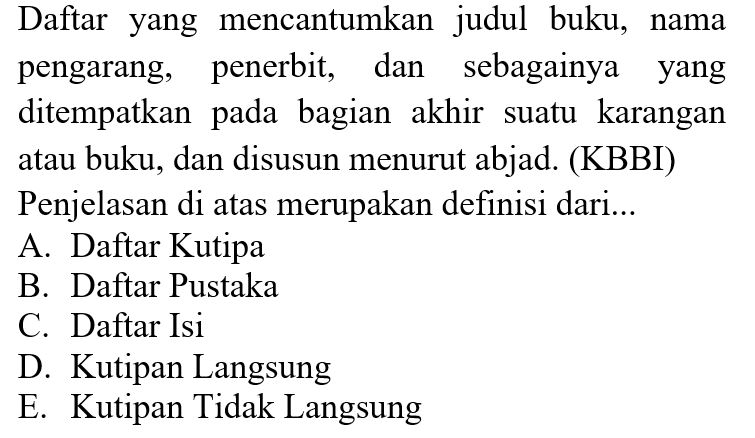 Daftar yang mencantumkan judul buku, nama
pengarang, penerbit, dan sebagainya yang
ditempatkan pada bagian akhir suatu karangan
atau buku, dan disusun menurut abjad. (KBBI)
Penjelasan di atas merupakan definisi dari...
A. Daftar Kutipa
B. Daftar Pustaka
C. Daftar Isi
D. Kutipan Langsung
E. Kutipan Tidak Langsung